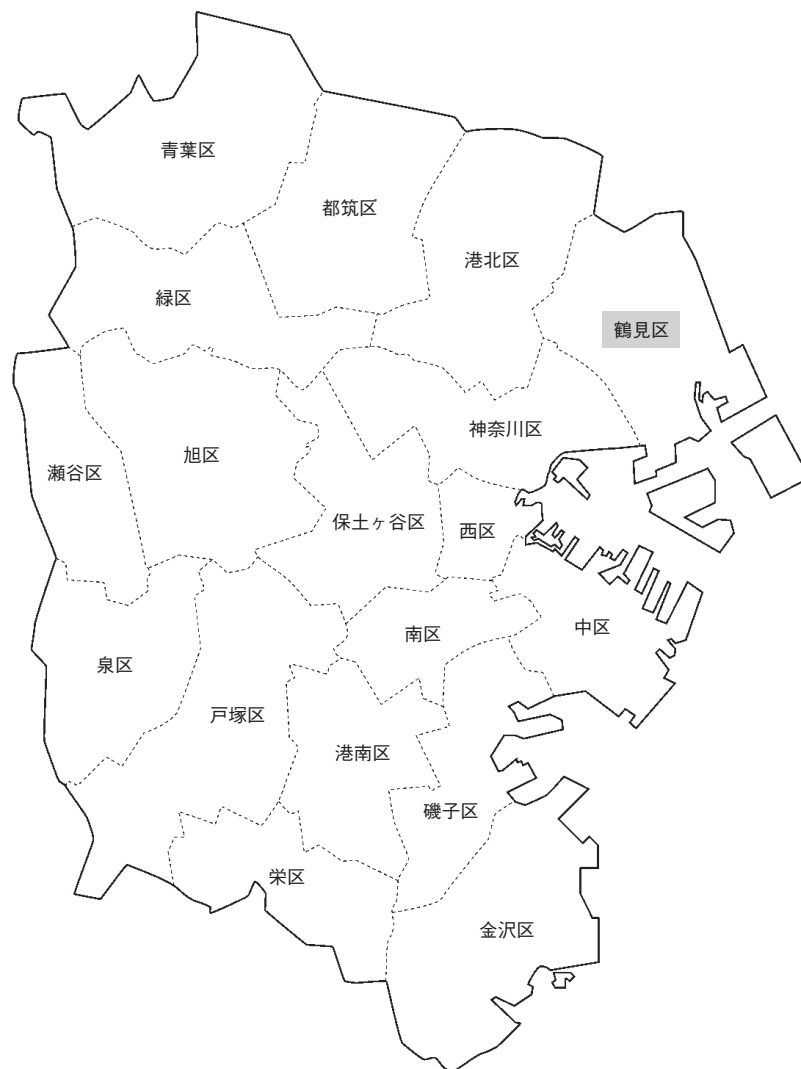 青葉区
都筑区
港北区
緑区
鶴見区
神奈川区
旭区
瀬谷区
保土ヶ谷区
西区
中区
南区
泉区
戸塚区
港南区
磯子区
栄区
金沢区